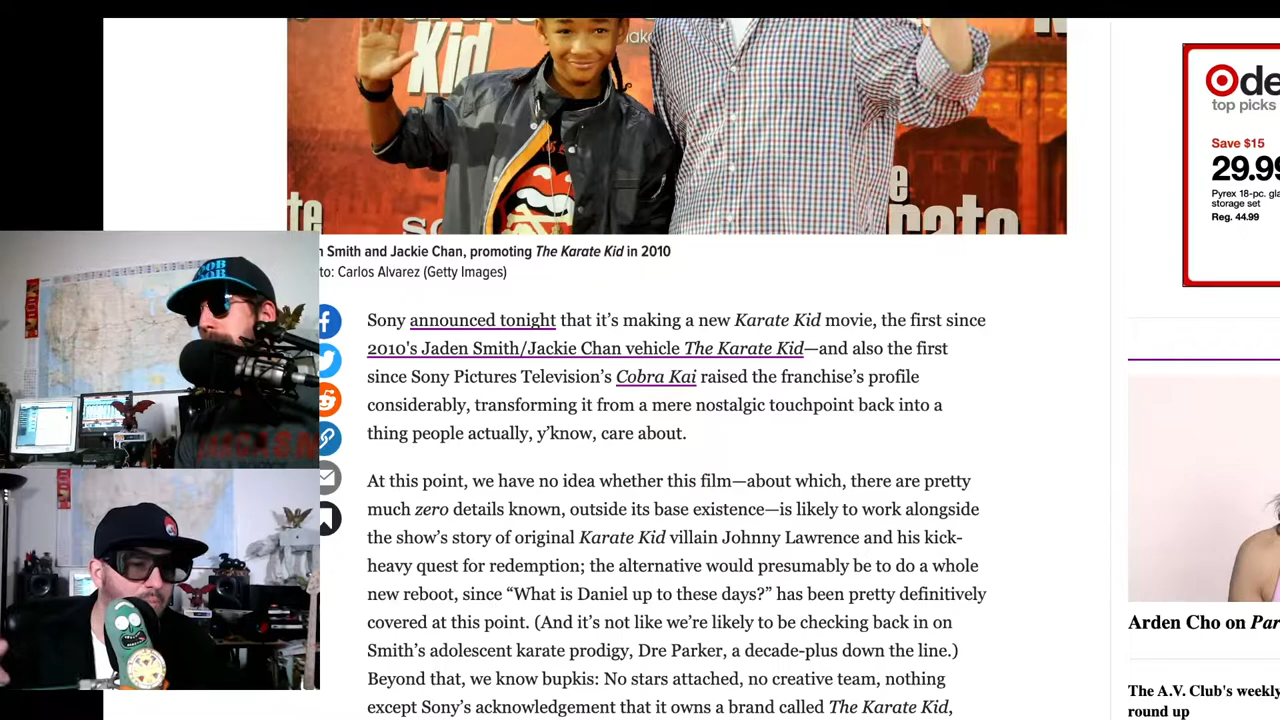 Kid
n Smith and Jackie Chan, promoting The Karate Kid in 2010
to: Carlos Alvarez (Getty Images)
Sony announced tonight that it’s making a new Karate Kid movie, the first since
2010's Jaden Smith/Jackie Chan vehicle The Karate Kid—and also the first
since Sony Pictures Television’s Cobra Kai raised the franchise’s profile
considerably, transforming it from a mere nostalgic touchpoint back into a
thing people actually, y’know, care about.
At this point, we have no idea whether this film—about which, there are pretty
much zero details known, outside its base existence—is likely to work alongside
the show’s story of original Karate Kid villain Johnny Lawrence and his kick-
heavy quest for redemption; the alternative would presumably be to do a whole
new reboot, since “What is Daniel up to these days?” has been pretty definitively
covered at this point. (And it’s not like we’re likely to be checking back in on
Smith’s adolescent karate prodigy, Dre Parker, a decade-plus down the line.)
Beyond that, we know bupkis: No stars attached, no creative team, nothing
except Sony’s acknowledgement that it owns a brand called The Karate Kid,
de
top picks
Save $15
29.99
Pyrex 18-pc. gla
storage set
Reg. 44.99
Arden Cho on Par
The A.V. Club's weekly
round up